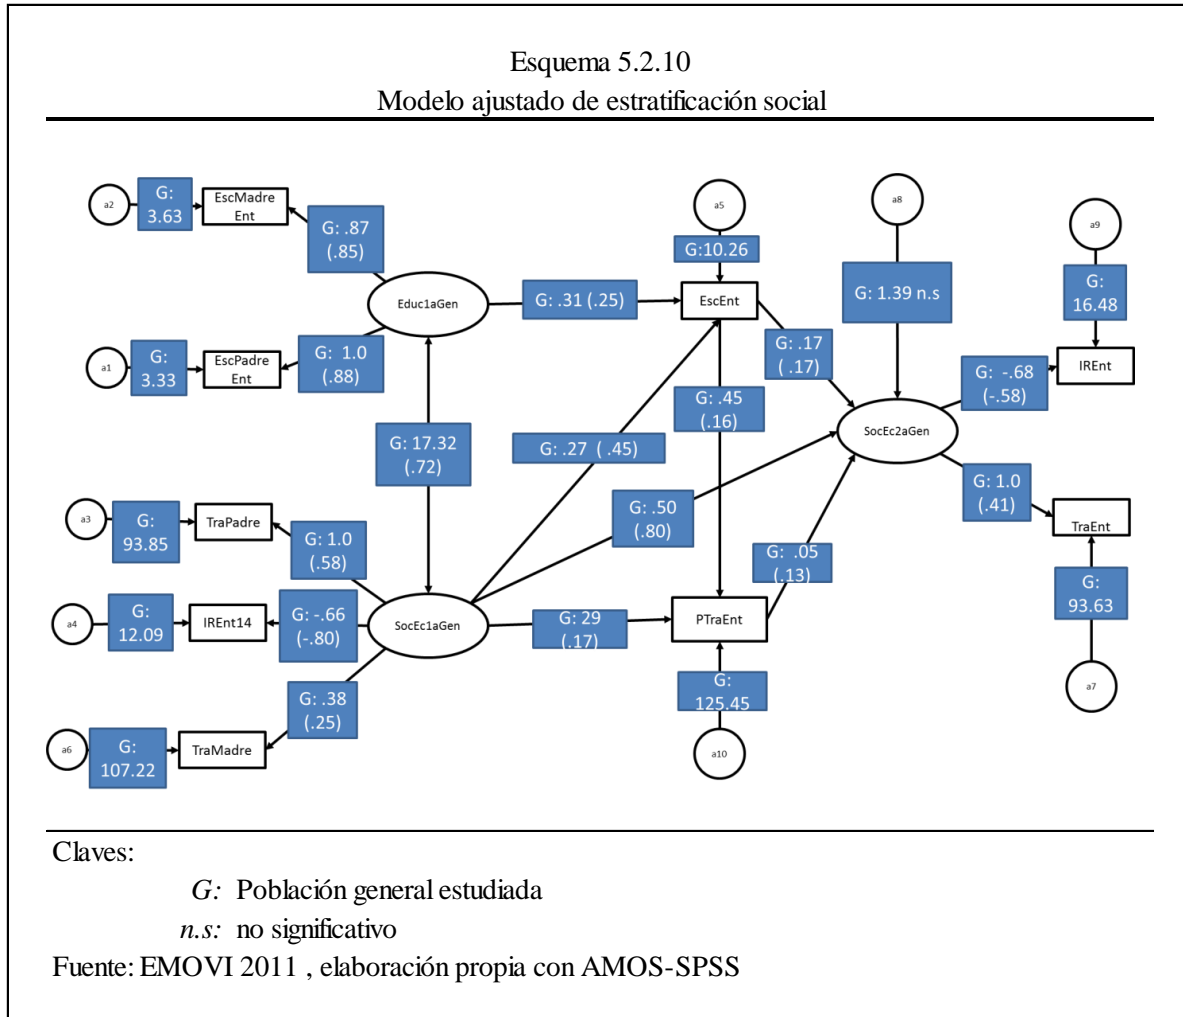 Esquema 5.2.10
Modelo ajustado de estratificación social
a2
G:
3.63
EscMadre
Ent
G: .87
(.85)
a5
a8
a9
G:10.26
G:
16.48
Educ1aGen
G: .31 (.25)
EscEnt
G: 1.39 n.s
a1
G:
3.33
EscPadre
Ent
G: 1.0
(.88)
G: .17
( .17)
IREnt
G: -.68
(-.58)
G: .45
(.16)
SocEc2aGen
G: 17.32
(.72)
G: .27 ( .45)
G: 1.0
(.41)
a3
G:
93.85
TraPadre
G: 1.0
(.58)
G: .50
(.80)
TraEnt
G: .05
(.13)
G:
93.63
a4
G:
12.09
IREnt14
G: -.66
(-.80)
SocEc1aGen
G: 29
(.17)
PTraEnt
a7
G: .38
(.25)
G:
125.45
a6
G:
107.22
TraMadre
a10
Claves:
G: Población general estudiada
n.s: no significativo
Fuente: EMOVI 2011 , elaboración propia con AMOS-SPSS